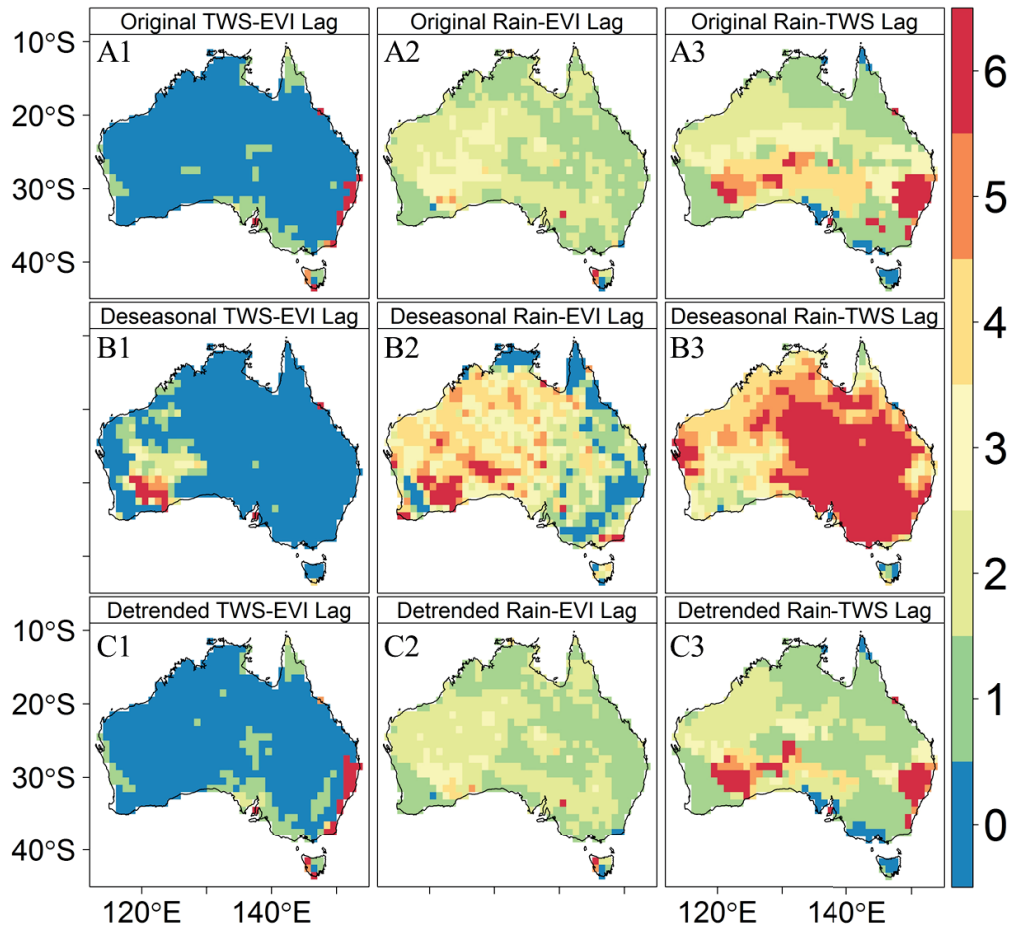 Original TWS-EVI Lag
Original Rain-EVI Lag
Original Rain-TWS Lag
A1
A2
A3
10°S
20°S
30°S
40°S
Deseasonal TWS-EVI Lag
Deseasonal Rain-EVI Lag
Deseasonal Rain-TWS Lag
B1
B2
B3
Detrended TWS-EVI Lag
Detrended Rain-EVI Lag
Detrended Rain-TWS Lag
C1
C2
C3
10°S
20°S
30°S
40°S
120°E
140°E
120°E
140°E
6
5
4
3
2
1
0